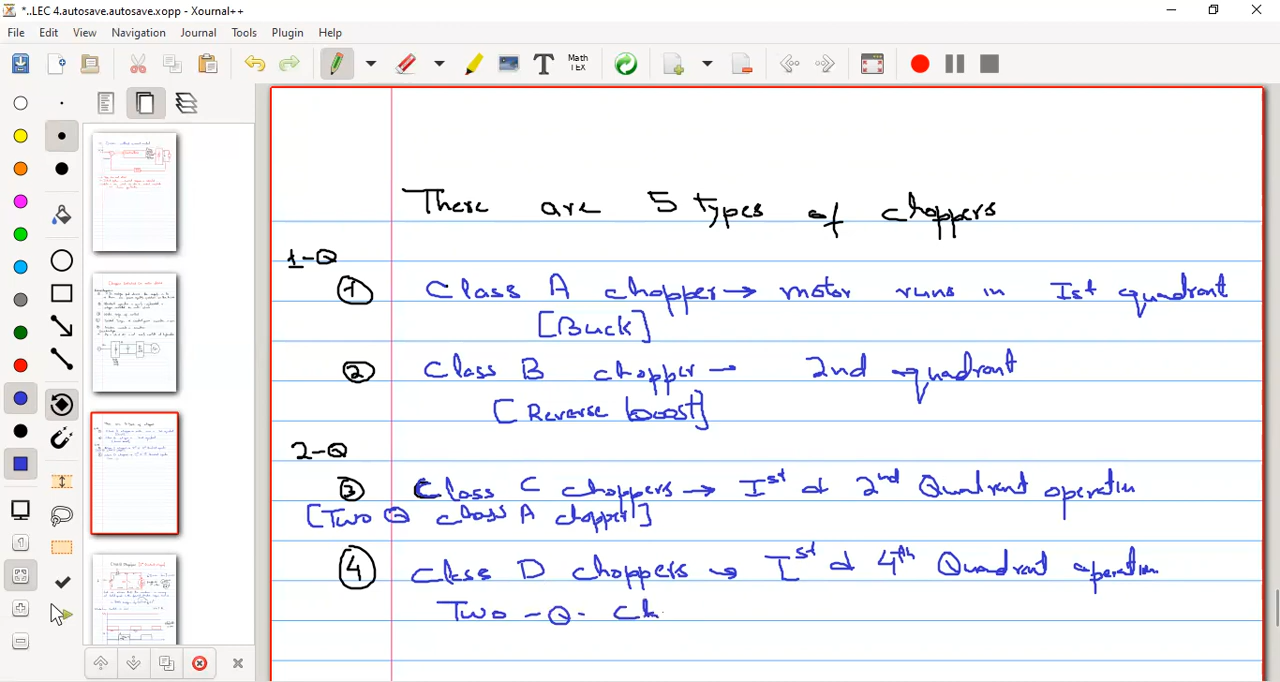 *..LEC 4.autosave.autosave.xopp - Xournal++
File Edit View Navigation Journal Tools Plugin Help
Math
TEX
There are 5 types of choppers
1-Q
① Class A chopper → motor runs in Ist quadrant
[Buck]
② Class B chopper → 2nd quadrant
[Reverse boost]
2-Q
③ Class C choppers → Ist & 2nd Quadrant operation
[Two Q class A chopper]
④ Class D choppers → Ist & 4th Quadrant operation
Two - Q -